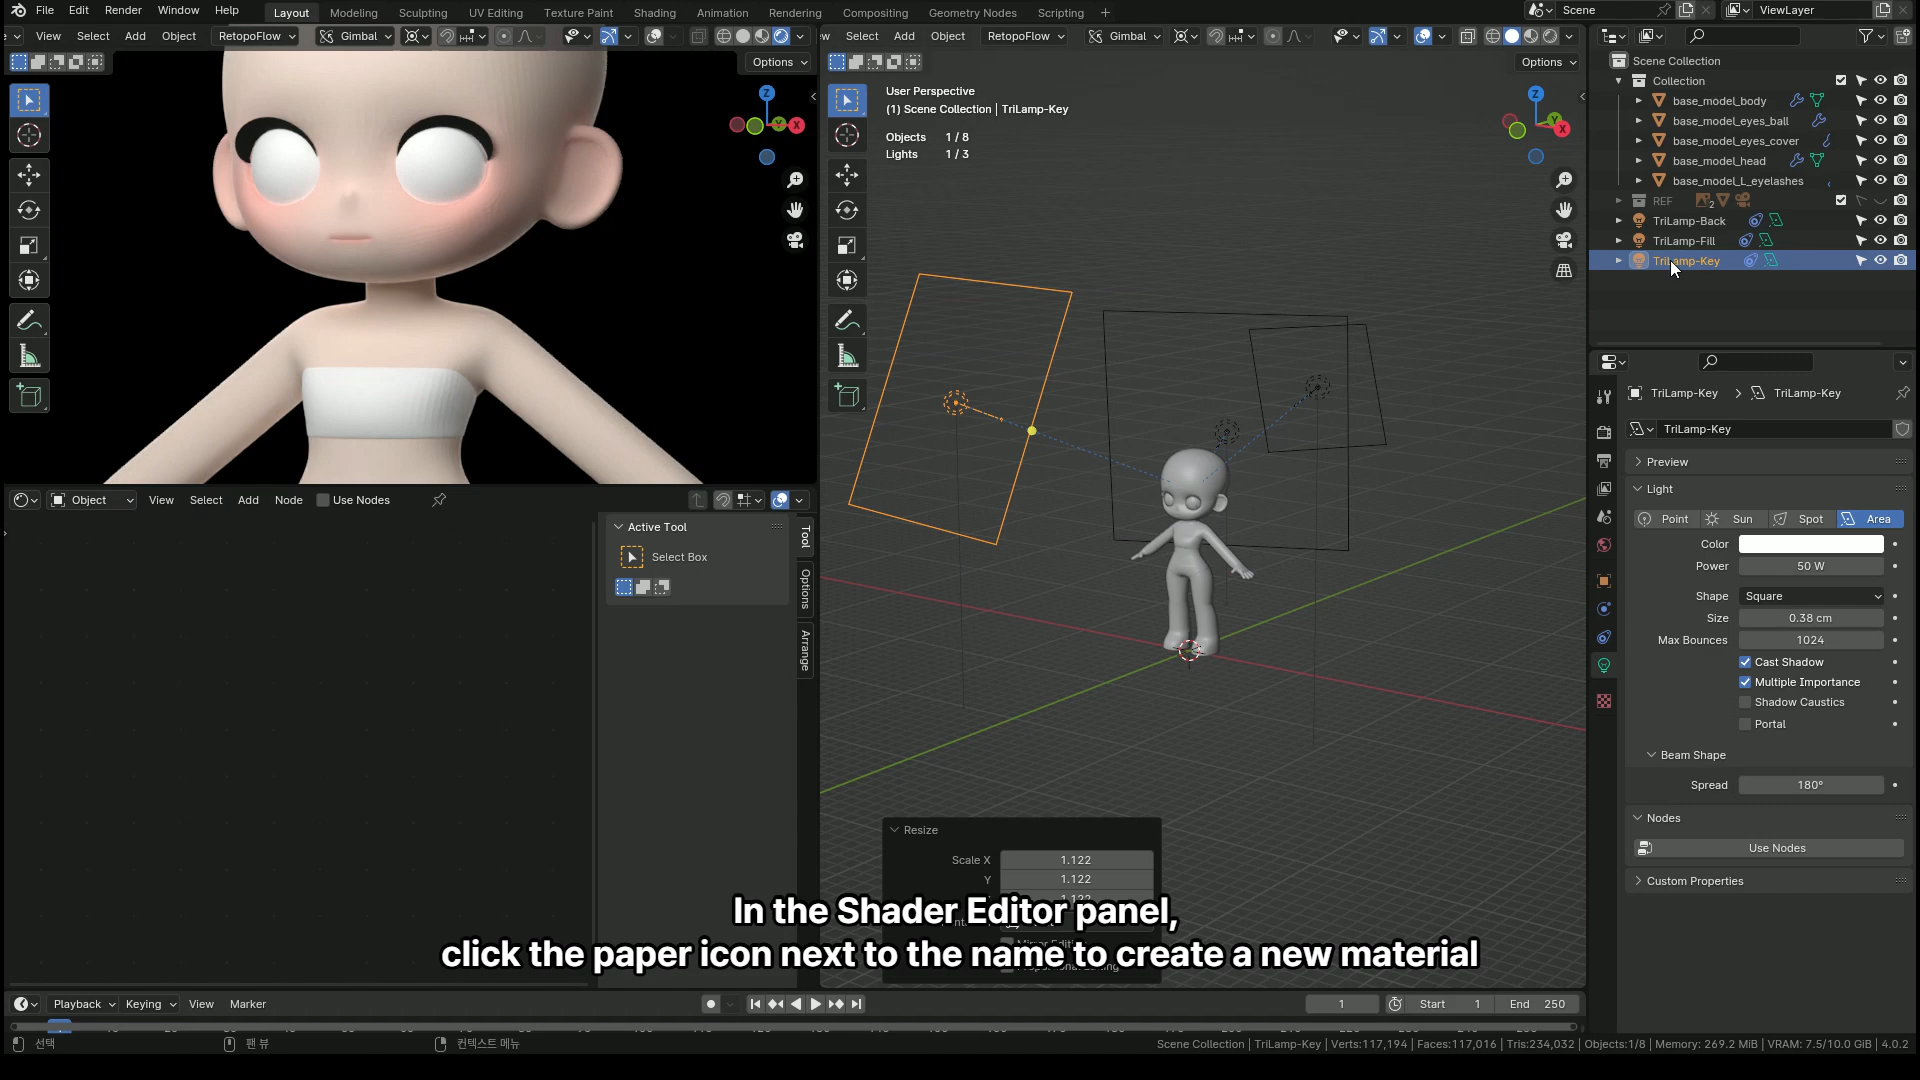 File Edit Render Window Help Layout Modeling Sculpting UV Editing Texture Paint Shading Animation Rendering Compositing Geometry Nodes Scripting + Scene ViewLayer
View Select Add Object RetopoFlow Gimbal
Options
Select Add Object RetopoFlow Gimbal
Options
User Perspective
(1) Scene Collection | TriLamp-Key
Objects 1 / 8
Lights 1 / 3
Z
Y
X
Z
Y
X
Scene Collection
Collection
base_model_body
base_model_eyes_ball
base_model_eyes_cover
base_model_head
base_model_L_eyelashes
REF 2
TriLamp-Back
TriLamp-Fill
TriLamp-Key
TriLamp-Key > TriLamp-Key
TriLamp-Key
Preview
Light
Point Sun Spot Area
Color
Power 50 W
Shape Square
Size 0.38 cm
Max Bounces 1024
Cast Shadow
Multiple Importance
Shadow Caustics
Portal
Beam Shape
Spread 180°
Nodes
Use Nodes
Custom Properties
Object View Select Add Node Use Nodes
Active Tool
Select Box
Tool
Options
Arrange
Resize
Scale X 1.122
Y 1.122
In the Shader Editor panel,
click the paper icon next to the name to create a new material
Playback Keying View Marker 1 Start 1 End 250
선택 팬 뷰 컨텍스트 메뉴 Scene Collection | TriLamp-Key | Verts:117,194 | Faces:117,016 | Tris:234,032 | Objects:1/8 | Memory: 269.2 MiB | VRAM: 7.5/10.0 GiB | 4.0.2